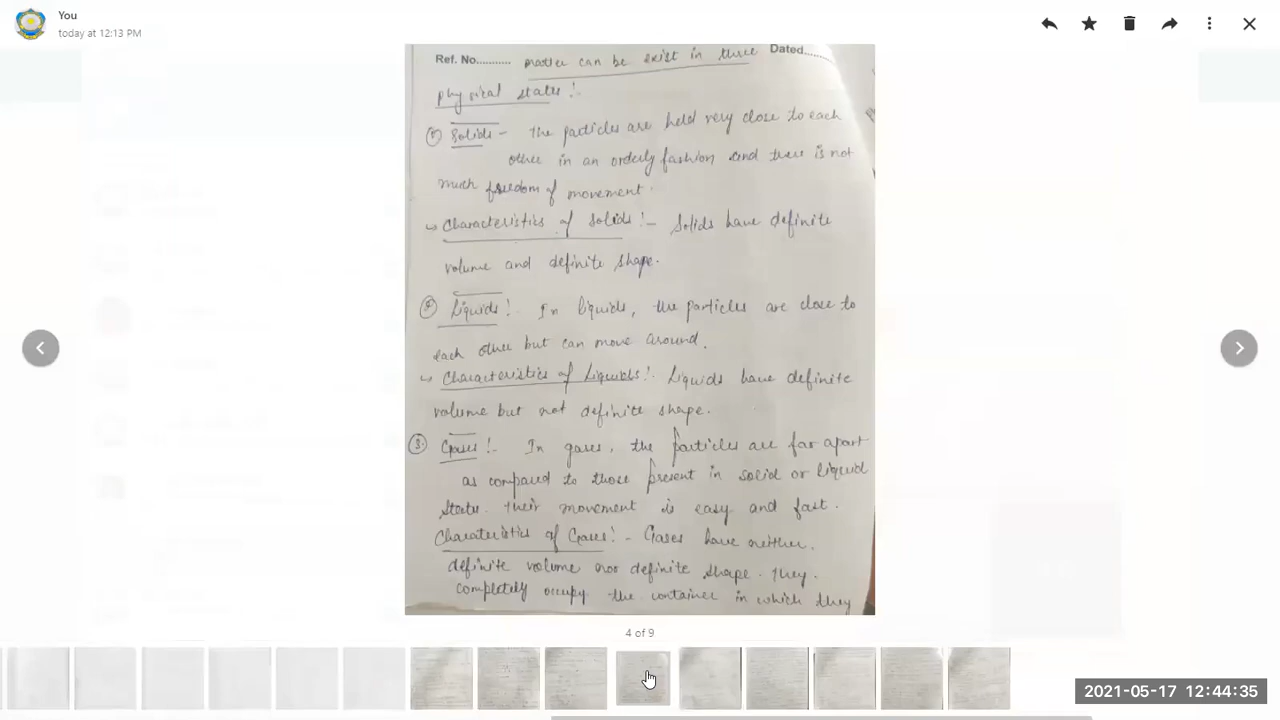 You
today at 12:13 PM
Ref. No.......... matter can be exist in three Dated.......
physical states!
① Solids - The particles are held very close to each
other in an orderly fashion and there is not
much freedom of movement.
↳ Characteristics of Solids! - Solids have definite
volume and definite shape.
② Liquids! - In liquids, the particles are close to
each other but can move around.
↳ Characteristics of Liquids! - Liquids have definite
volume but not definite shape.
③ Gases! - In gases, the particles are far apart
as compared to those present in solid or liquid
states. Their movement is easy and fast.
Charateristics of Gases! - Gases have neither
definite volume nor definite shape. They
completely occupy the container in which they
4 of 9
2021-05-17 12:44:35